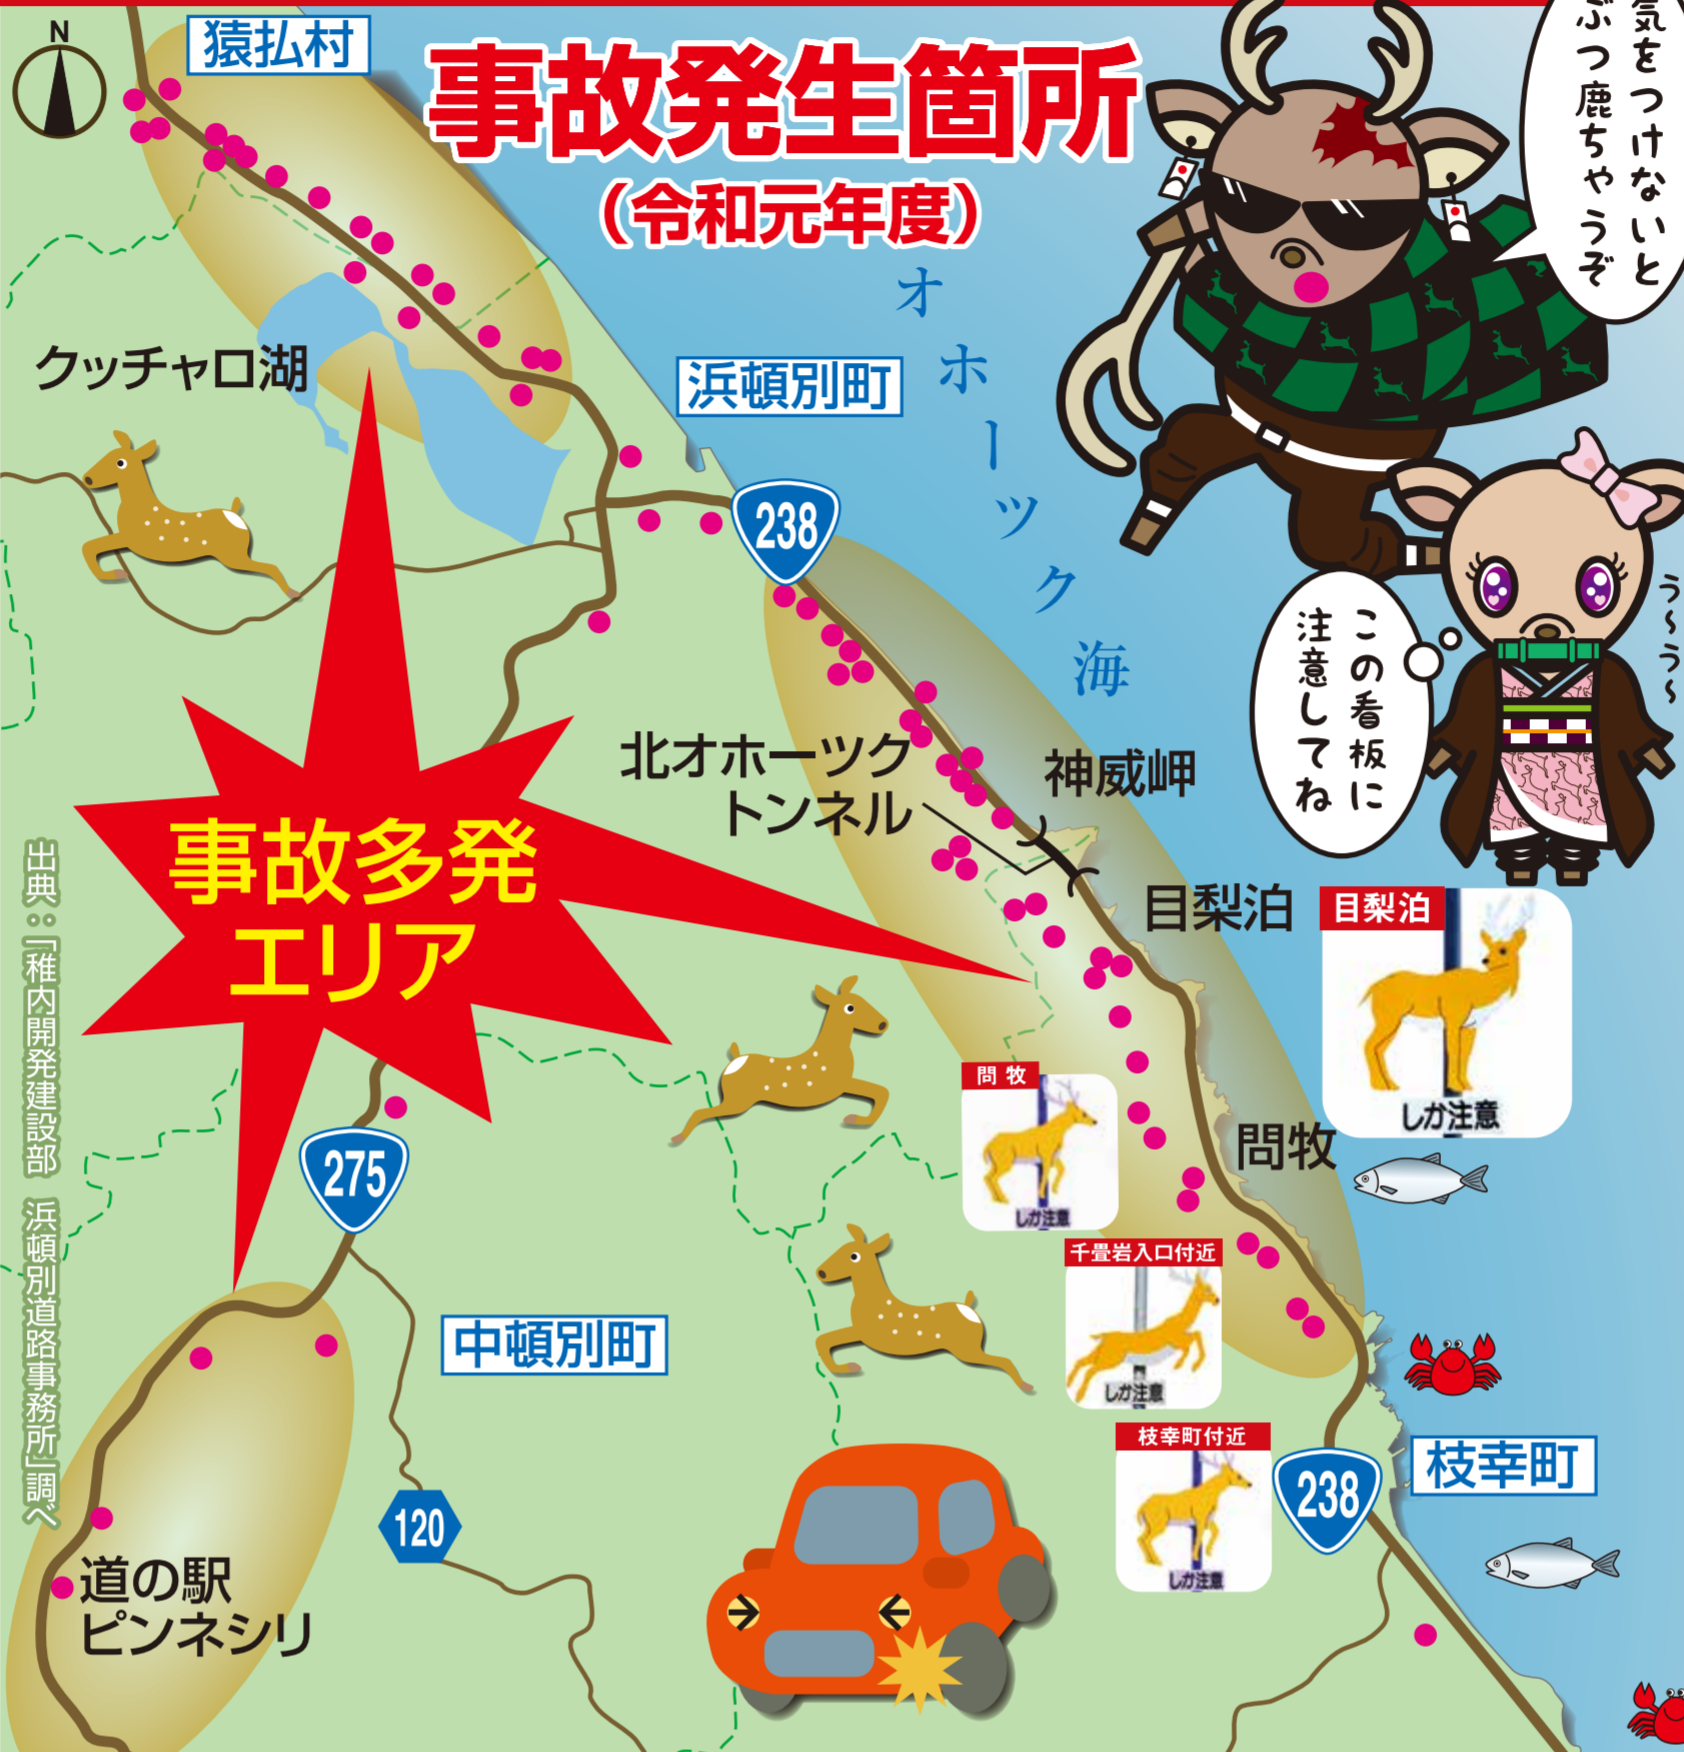 N
猿払村
事故発生箇所
(令和元年度)
気をつけないと
ぶつ鹿ちゃうぞ
オホーツク海
クッチャロ湖
浜頓別町
238
この看板に
注意してね
う~う~
北オホーツク
トンネル
神威岬
事故多発
エリア
目梨泊
目梨泊
しか注意
問牧
しか注意
問牧
275
千畳岩入口付近
しか注意
中頓別町
枝幸町付近
しか注意
238
枝幸町
120
道の駅
ピンネシリ
出典:「稚内開発建設部 浜頓別道路事務所」調べ